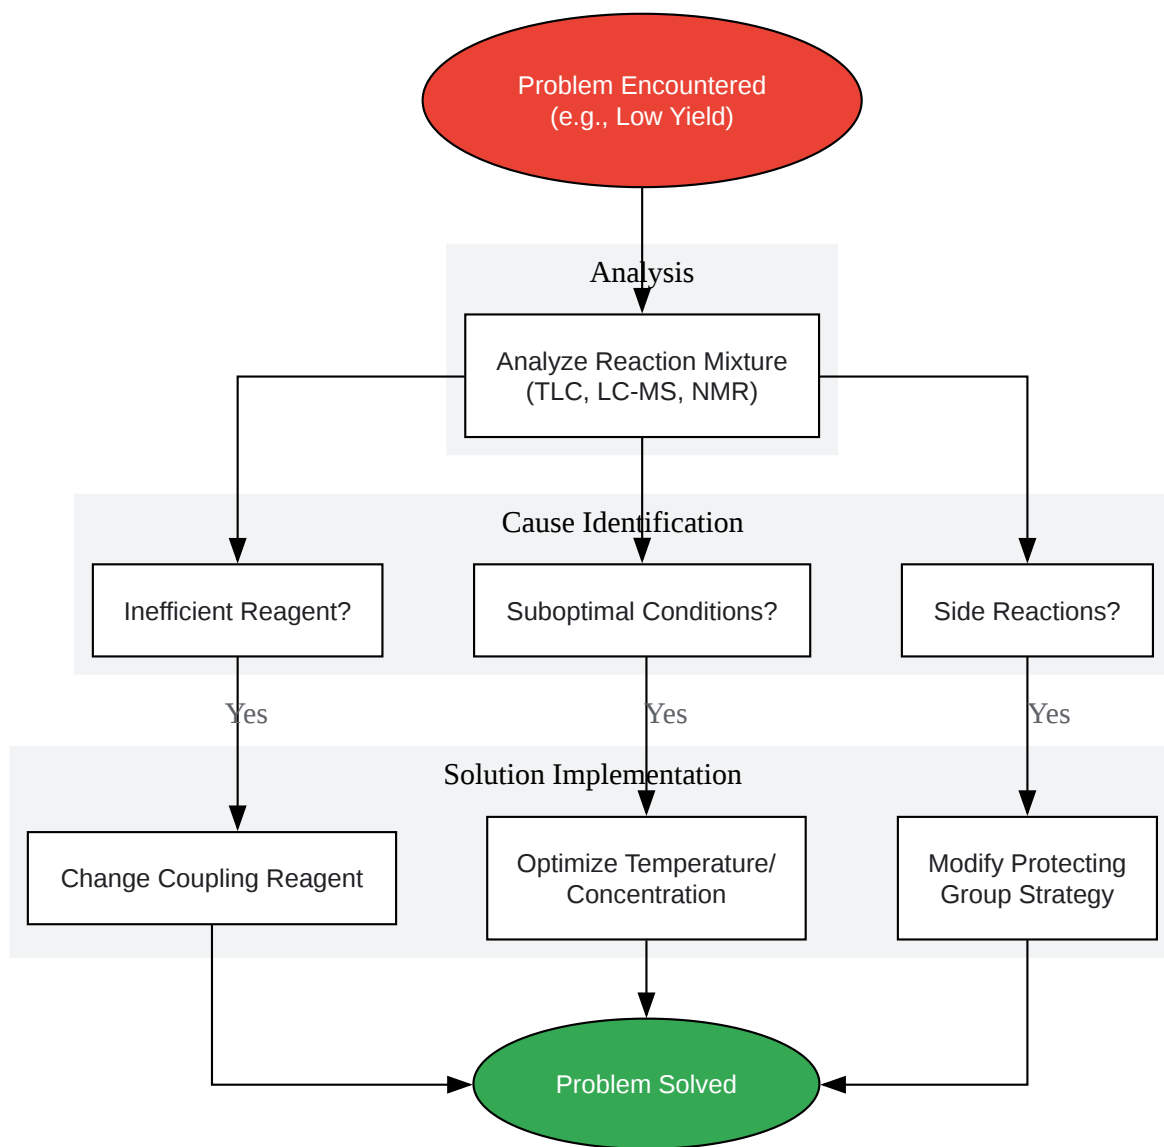 Problem Encountered
(e.g., Low Yield)
Analysis
Analyze Reaction Mixture
(TLC, LC-MS, NMR)
Cause Identification
Inefficient Reagent?
Suboptimal Conditions?
Side Reactions?
Yes
Yes
Yes
Solution Implementation
Change Coupling Reagent
Optimize Temperature/
Concentration
Modify Protecting
Group Strategy
Problem Solved